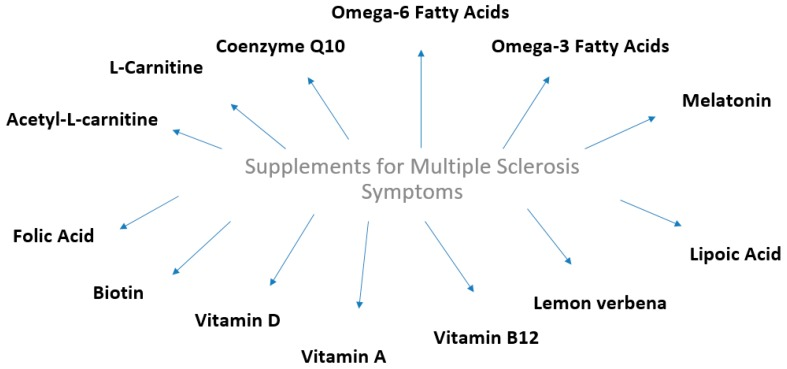 Omega-6 Fatty Acids
Coenzyme Q10
Omega-3 Fatty Acids
L-Carnitine
Melatonin
Acetyl-L-carnitine
Supplements for Multiple Sclerosis
Symptoms
Folic Acid
Lipoic Acid
Biotin
Lemon verbena
Vitamin D
Vitamin B12
Vitamin A